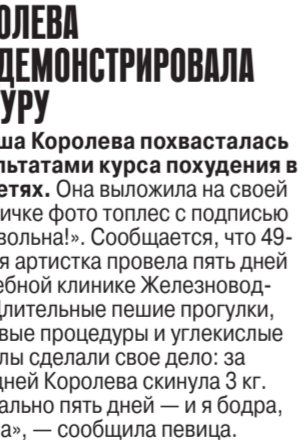 ОЛЕВА
ДЕМОНСТРИРОВАЛА
УРУ
ша Королева похвасталась
льтатами курса похудения в
етях. Она выложила на своей
ичке фото топлес с подписью
вольна!». Сообщается, что 49-
я артистка провела пять дней
ебной клинике Железновод-
Длительные пешие прогулки,
вые процедуры и углекислые
лы сделали свое дело: за
дней Королева скинула 3 кг.
ально пять дней — и я бодра,
а», — сообщила певица.